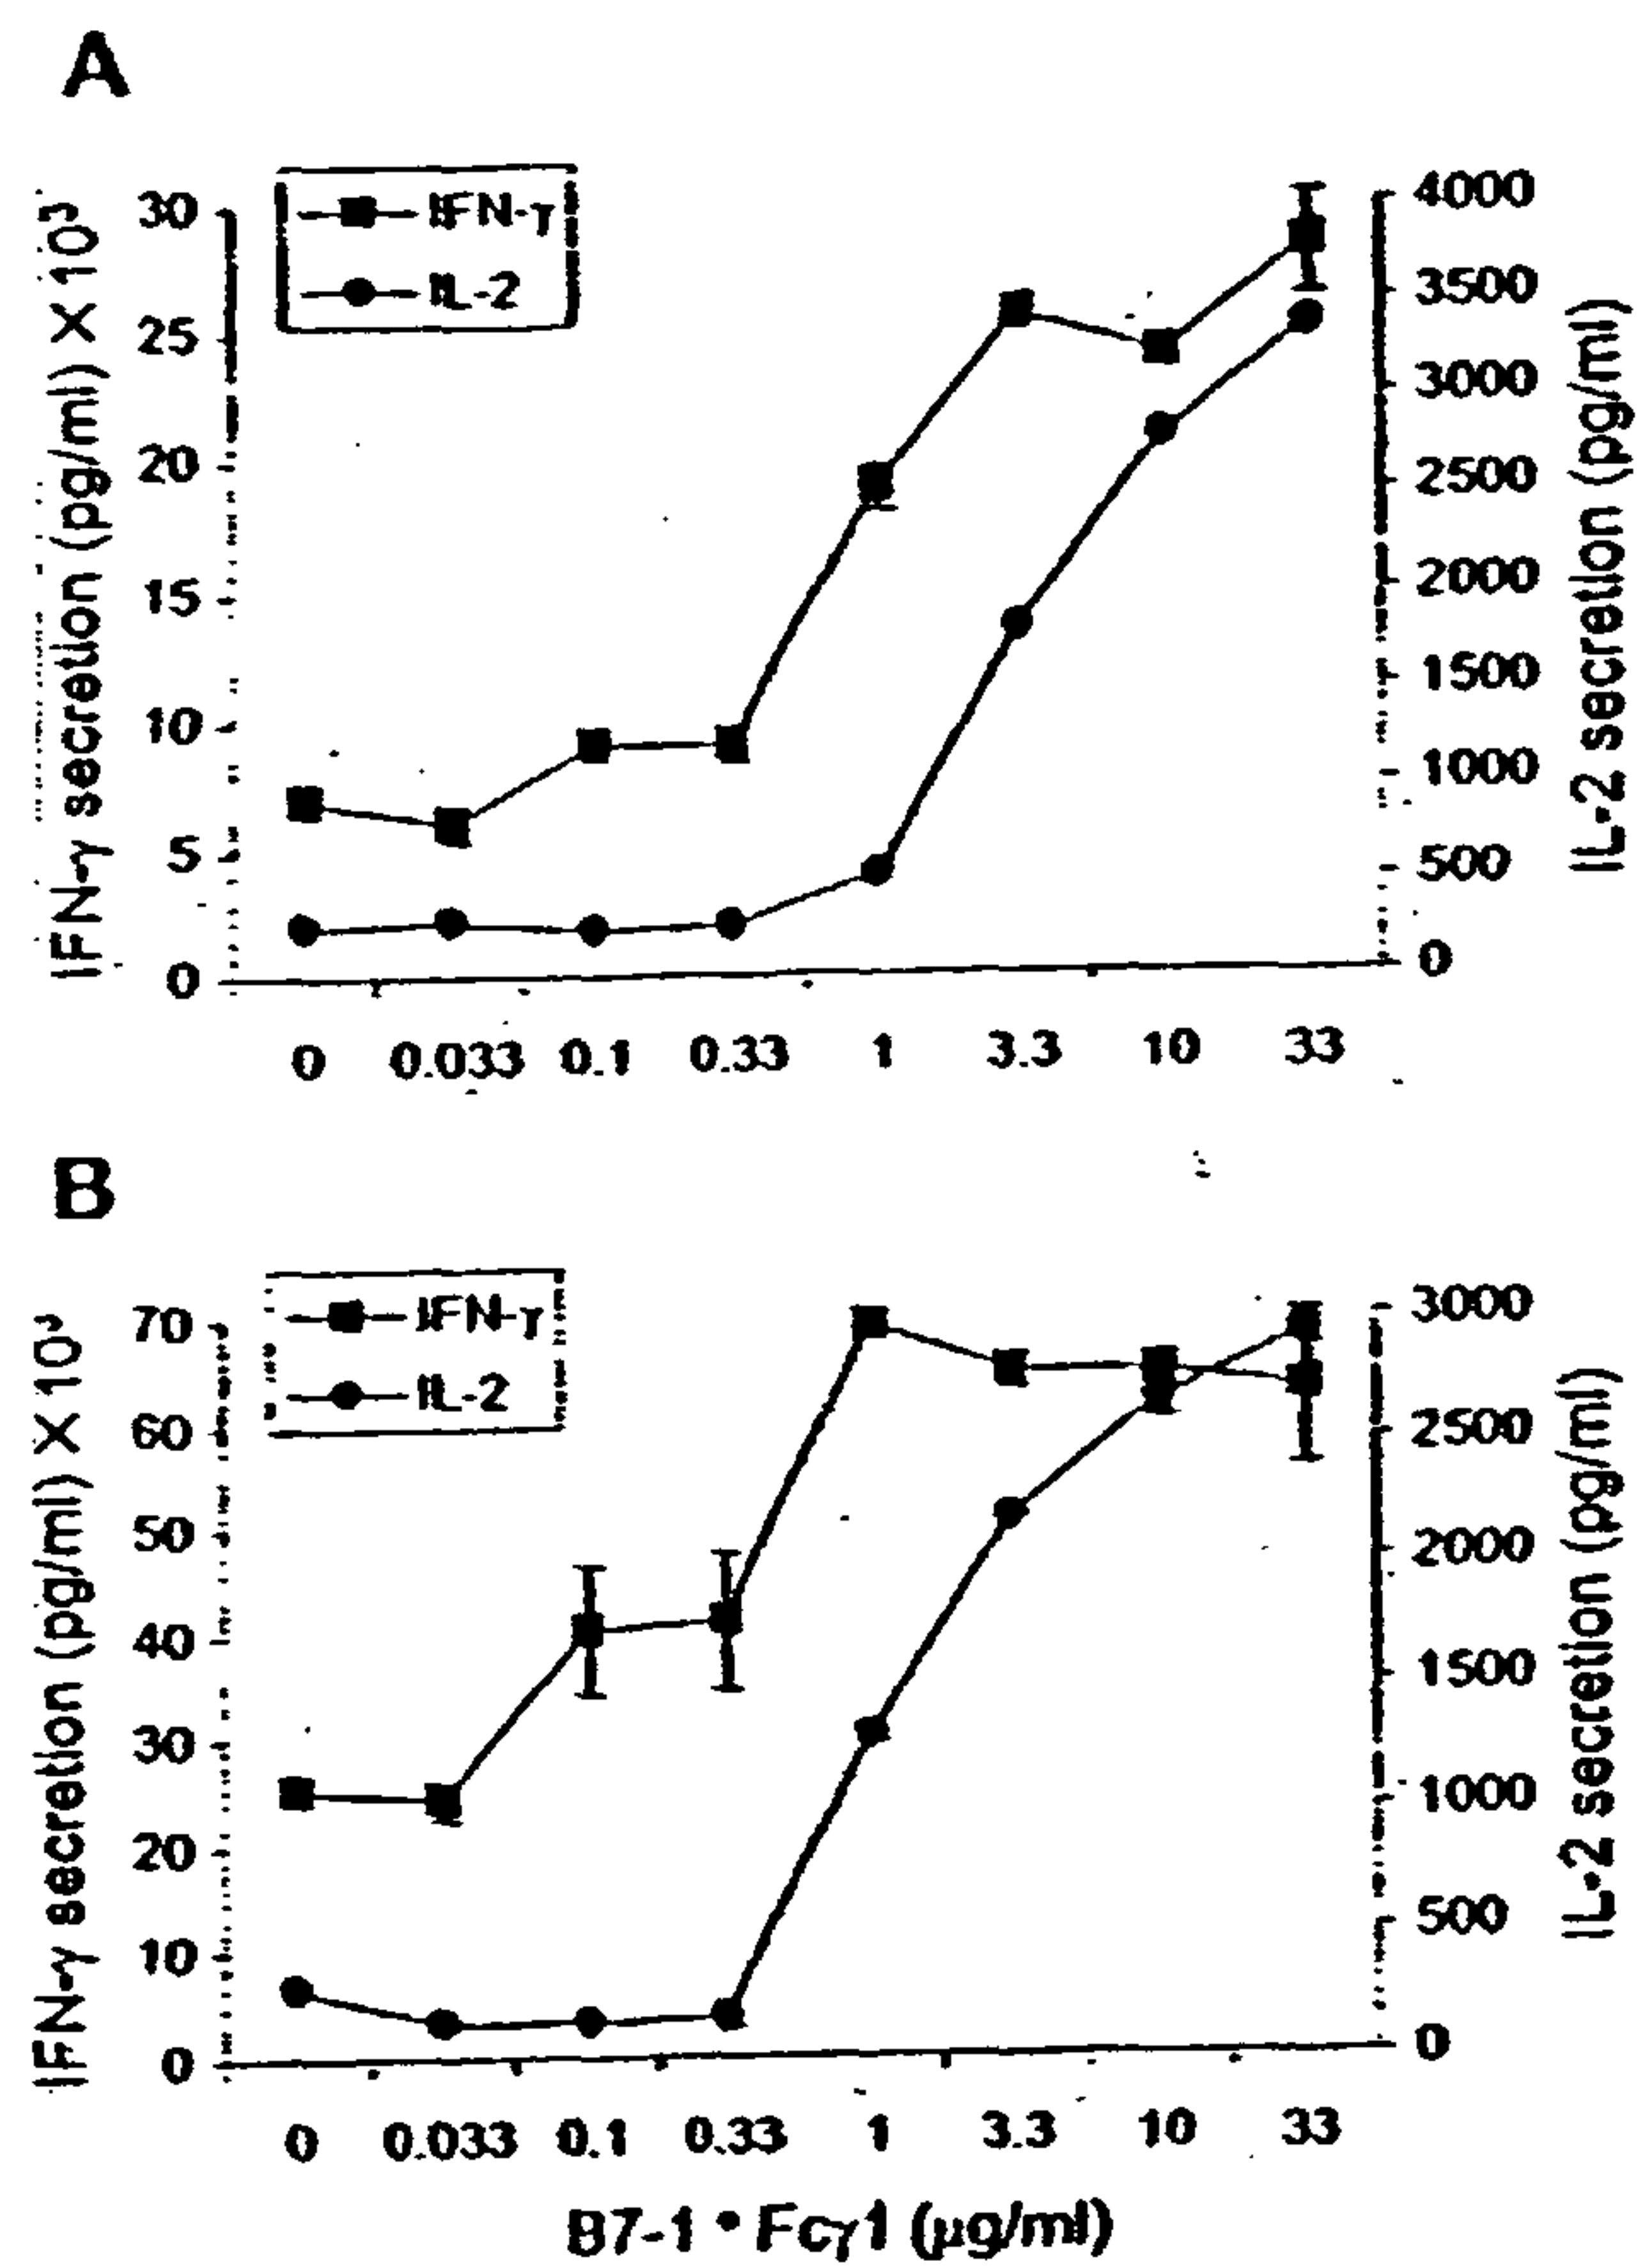 A
IFN-γ secretion (pg/ml) X 10³
30
25
20
15
10
5
0
IFN-γ
IL-2
4000
3500
3000
2500
2000
1500
1000
500
0
IL-2 secretion (pg/ml)
0 0.033 0.1 0.33 1 3.3 10 33
B
IFN-γ secretion (pg/ml) X 10³
70
60
50
40
30
20
10
0
IFN-γ
IL-2
3000
2500
2000
1500
1000
500
0
IL-2 secretion (pg/ml)
0 0.033 0.1 0.33 1 3.3 10 33
B7-1 • Fcγ1 (μg/ml)